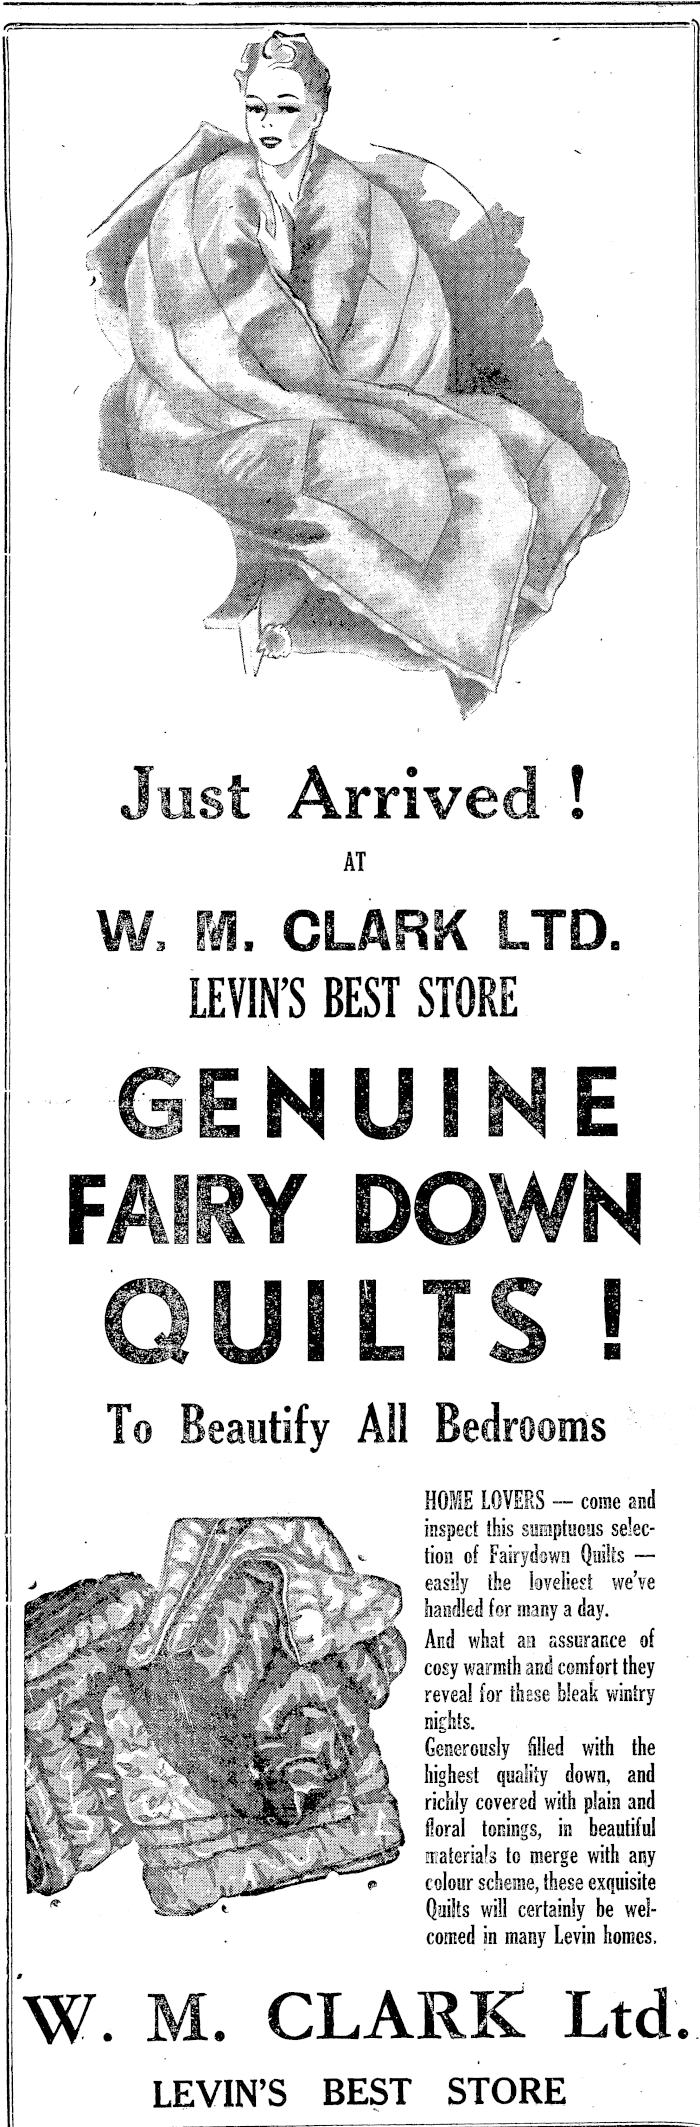 Just Arrived !
AT
W. M. CLARK LTD.
LEVIN'S BEST STORE
GENUINE
FAIRY DOWN
QUILTS !
To Beautify All Bedrooms
HOME LOVERS — come and
inspect this sumptuous selec-
tion of Fairydown Quilts —
easily the loveliest we've
handled for many a day.
And what an assurance of
cosy warmth and comfort they
reveal for these bleak wintry
nights.
Generously filled with the
highest quality down, and
richly covered with plain and
floral tonings, in beautiful
materials to merge with any
colour scheme, these exquisite
Quilts will certainly be wel-
comed in many Levin homes.
W. M. CLARK Ltd.
LEVIN'S BEST STORE